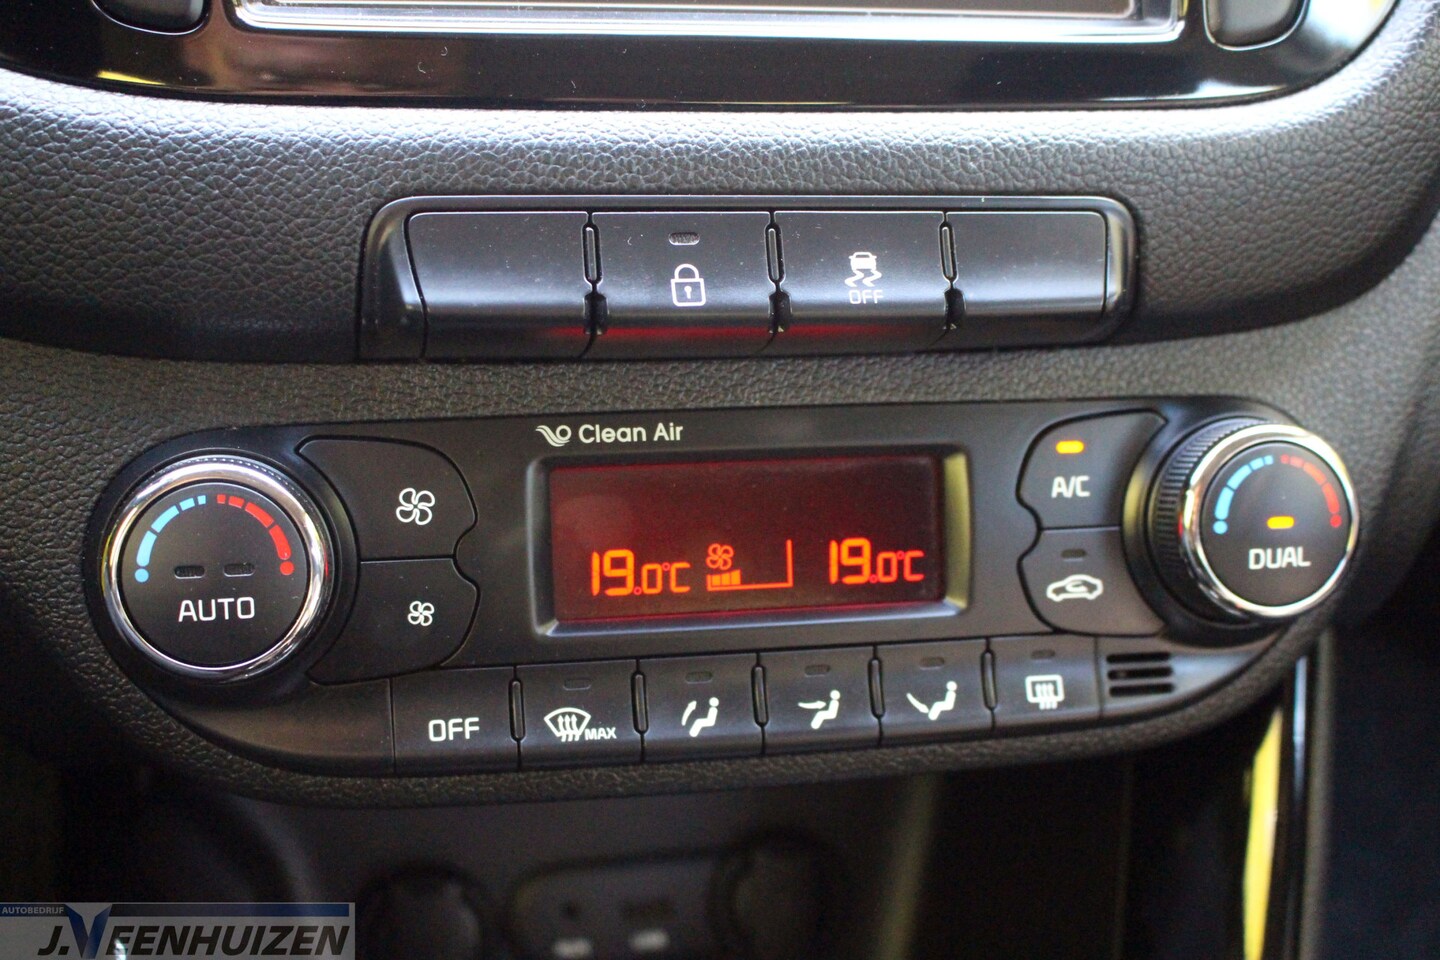 OFF
Clean Air
A/C
19.0°C
19.0°C
AUTO
DUAL
OFF
MAX
AUTOBEDRIJF
J.VEENHUIZEN